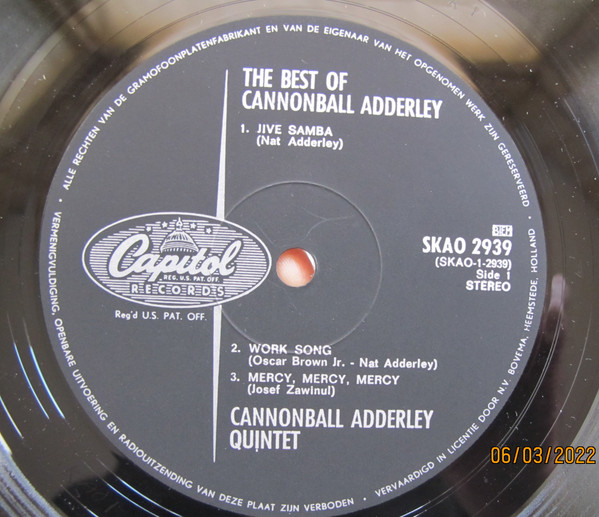 ALLE RECHTEN VAN DE GRAMOFOONPLATENFABRIKANT EN VAN DE EIGENAAR VAN HET OPGENOMEN WERK ZIJN GERESERVEERD •
THE BEST OF
CANNONBALL ADDERLEY
1. JIVE SAMBA
(Nat Adderley)
BIEM
SKAO 2939
(SKAO-1-2939)
Side 1
STEREO
Capitol
REG. U.S. PAT. OFF.
RECORDS
Reg'd U.S. PAT. OFF.
2. WORK SONG
(Oscar Brown Jr. - Nat Adderley)
3. MERCY, MERCY, MERCY
(Josef Zawinul)
CANNONBALL ADDERLEY
QUINTET
VERMENIGVULDIGING, OPENBARE UITVOERING EN RADIOUITZENDING VAN DEZE PLAAT ZIJN VERBODEN •
VERVAARDIGD IN LICENTIE DOOR N.V. BOVEMA, HEEMSTEDE, HOLLAND •
06/03/2022